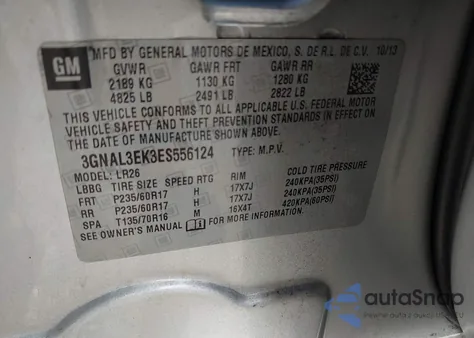 GM
MFD BY GENERAL MOTORS DE MEXICO, S. DE R.L. DE C.V. 10/13
GVWR GAWR FRT GAWR RR
2189 KG 1130 KG 1280 KG
4825 LB 2491 LB 2822 LB
THIS VEHICLE CONFORMS TO ALL APPLICABLE U.S. FEDERAL MOTOR
VEHICLE SAFETY AND THEFT PREVENTION STANDARDS IN EFFECT ON
THE DATE OF MANUFACTURE SHOWN ABOVE.
3GNAL3EK3ES556124 TYPE: M.P.V.
MODEL: LR26
LBBG TIRE SIZE SPEED RTG RIM COLD TIRE PRESSURE
FRT P235/60R17 H 17X7J 240KPA(35PSI)
RR P235/60R17 H 17X7J 240KPA(35PSI)
SPA T135/70R16 M 16X4T 420KPA(60PSI)
SEE OWNER'S MANUAL FOR MORE INFORMATION.
autoSnap